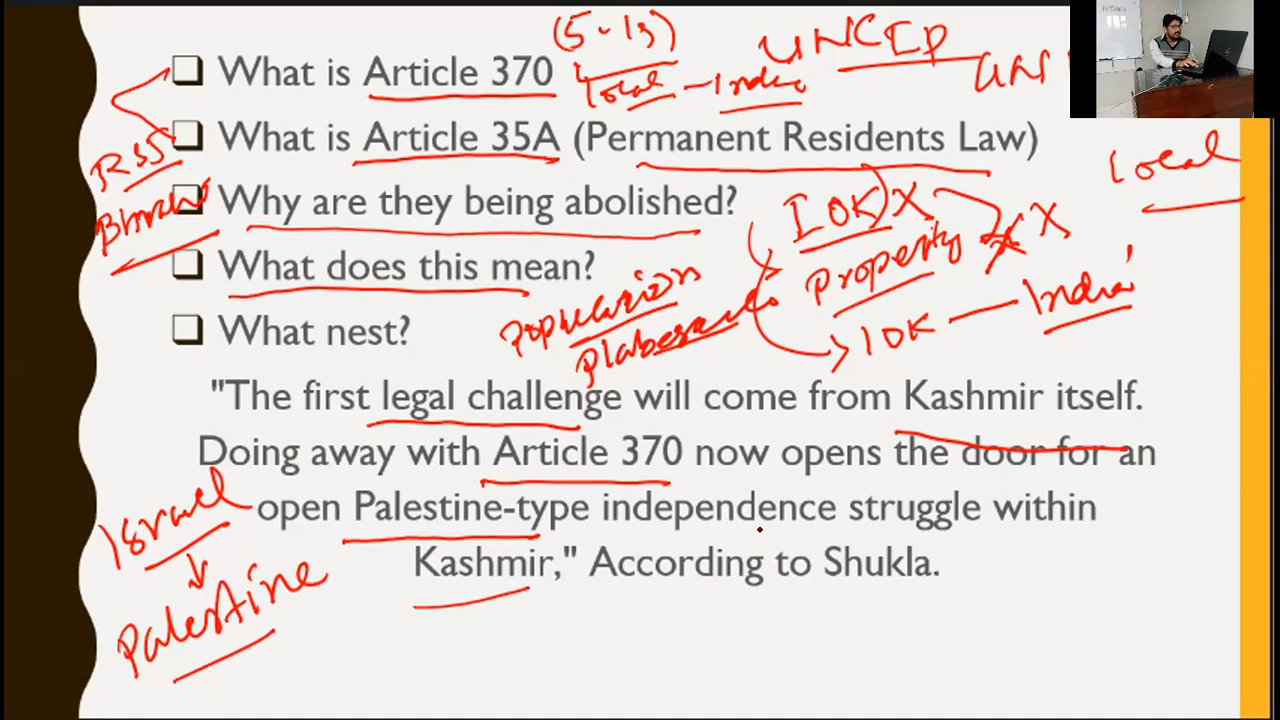 What is Article 370
(5-13)
Local - India
UNCIP
UN
What is Article 35A (Permanent Residents Law)
Local
RSS
Why are they being abolished?
IOK X
X X
What does this mean?
Property
Population
Plabesante
IOK - India
What nest?
"The first legal challenge will come from Kashmir itself.
Doing away with Article 370 now opens the door for an
open Palestine-type independence struggle within
Kashmir," According to Shukla.
Israel
Palestine